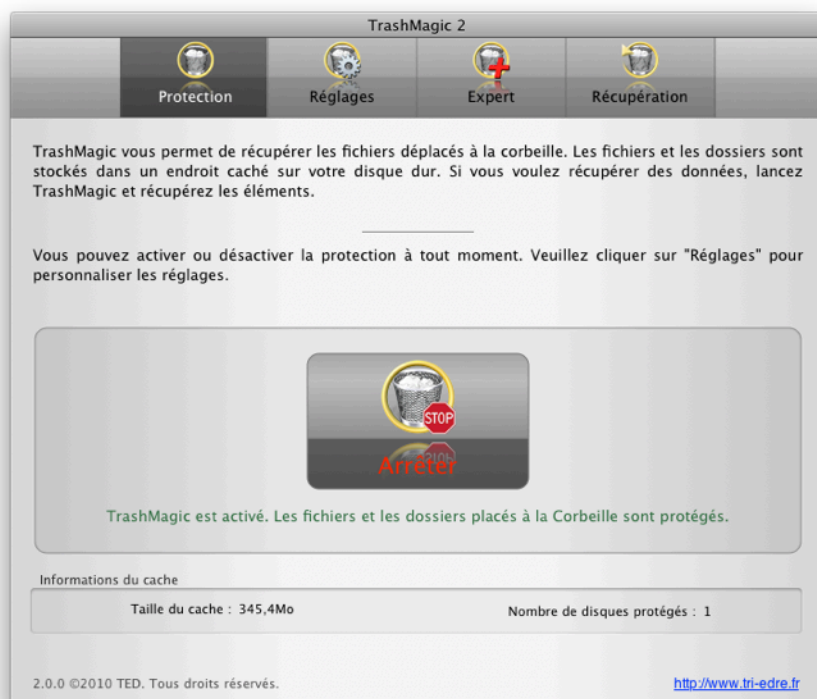 TrashMagic 2
Protection Réglages Expert Récupération
TrashMagic vous permet de récupérer les fichiers déplacés à la corbeille. Les fichiers et les dossiers sont
stockés dans un endroit caché sur votre disque dur. Si vous voulez récupérer des données, lancez
TrashMagic et récupérez les éléments.
Vous pouvez activer ou désactiver la protection à tout moment. Veuillez cliquer sur "Réglages" pour
personnaliser les réglages.
STOP
Arrêter
TrashMagic est activé. Les fichiers et les dossiers placés à la Corbeille sont protégés.
Informations du cache
Taille du cache : 345,4Mo Nombre de disques protégés : 1
2.0.0 ©2010 TED. Tous droits réservés. http://www.tri-edre.fr